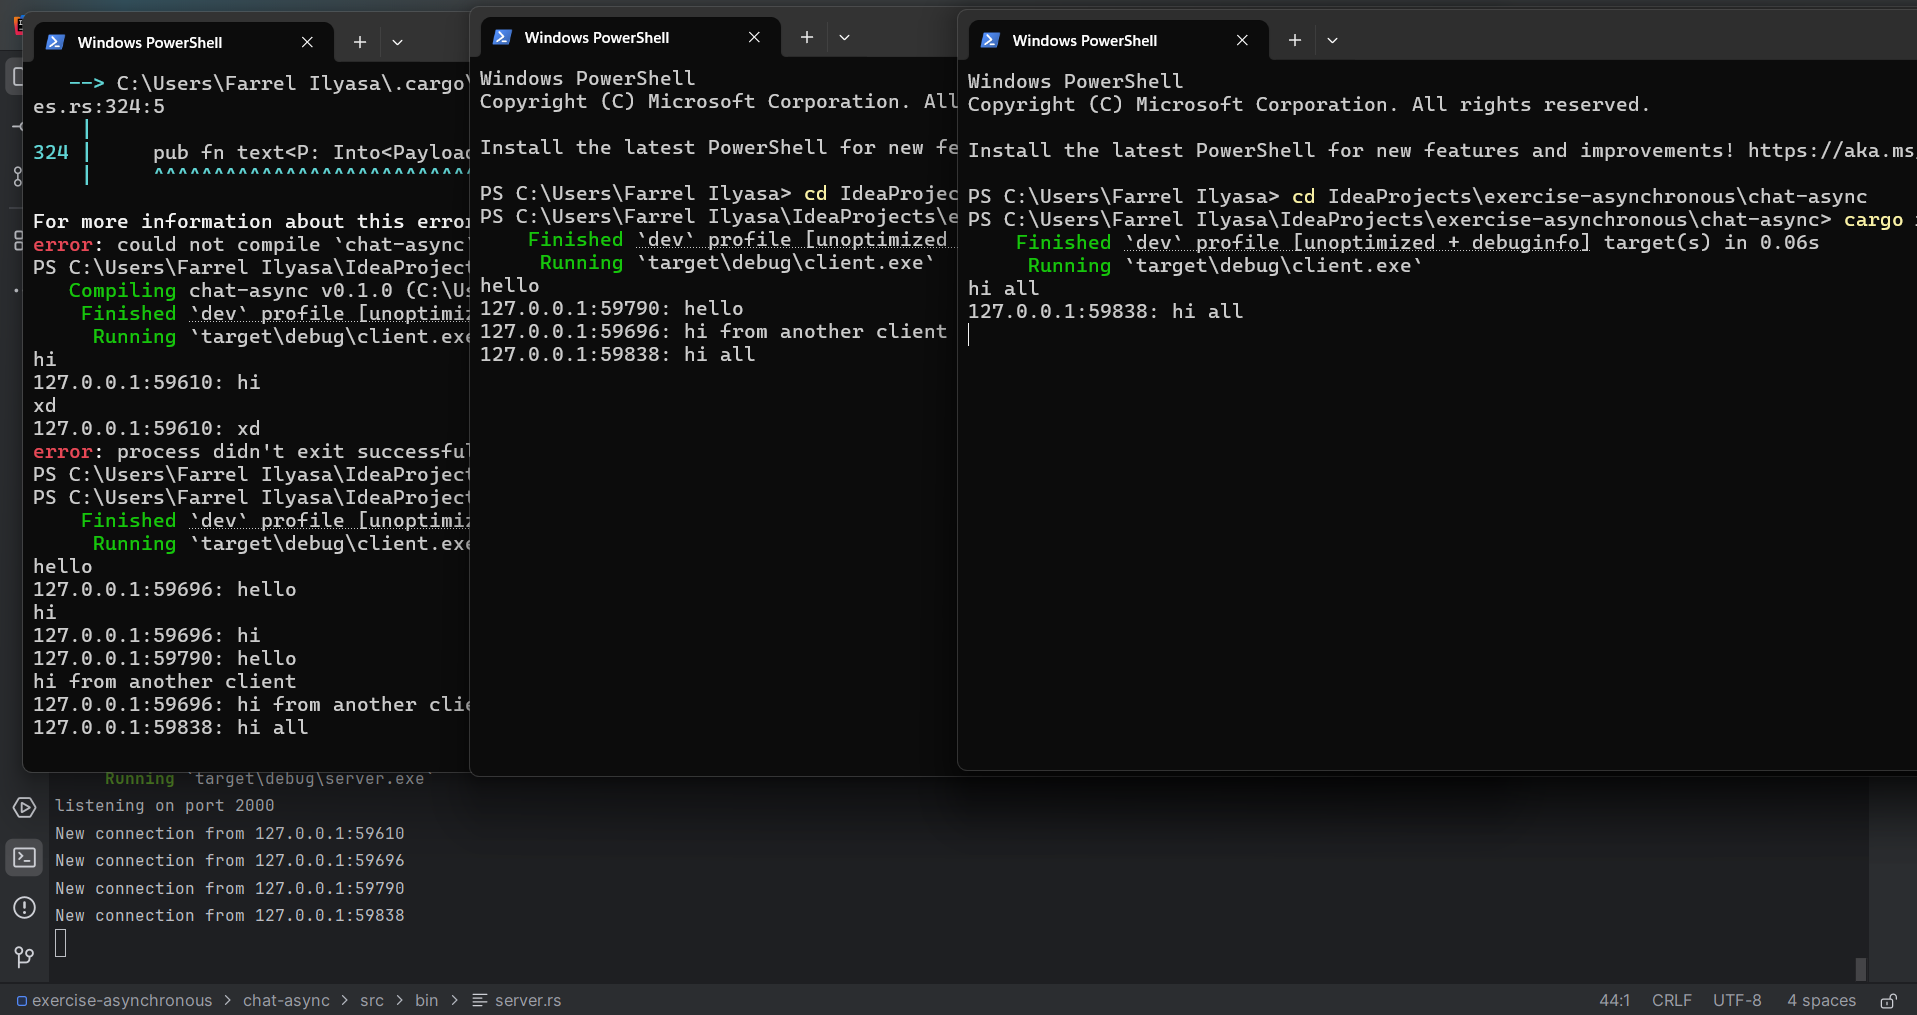 Windows PowerShell
--> C:\Users\Farrel Ilyasa\.cargo\
es.rs:324:5
|
324 |     pub fn text<P: Into<Payload
|     ^^^^^^^^^^^^^^^^^^^^^^^^^^^
For more information about this error
error: could not compile `chat-async`
PS C:\Users\Farrel Ilyasa\IdeaProject
Compiling chat-async v0.1.0 (C:\Us
Finished `dev` profile [unoptimiz
Running `target\debug\client.exe
hi
127.0.0.1:59610: hi
xd
127.0.0.1:59610: xd
error: process didn't exit successful
PS C:\Users\Farrel Ilyasa\IdeaProject
PS C:\Users\Farrel Ilyasa\IdeaProject
Finished `dev` profile [unoptimiz
Running `target\debug\client.exe
hello
127.0.0.1:59696: hello
hi
127.0.0.1:59696: hi
127.0.0.1:59790: hello
hi from another client
127.0.0.1:59696: hi from another clie
127.0.0.1:59838: hi all
Windows PowerShell
Windows PowerShell
Copyright (C) Microsoft Corporation. All
Install the latest PowerShell for new fe
PS C:\Users\Farrel Ilyasa> cd IdeaProjec
PS C:\Users\Farrel Ilyasa\IdeaProjects\e
Finished `dev` profile [unoptimized
Running `target\debug\client.exe`
hello
127.0.0.1:59790: hello
127.0.0.1:59696: hi from another client
127.0.0.1:59838: hi all
Windows PowerShell
Windows PowerShell
Copyright (C) Microsoft Corporation. All rights reserved.
Install the latest PowerShell for new features and improvements! https://aka.ms
PS C:\Users\Farrel Ilyasa> cd IdeaProjects\exercise-asynchronous\chat-async
PS C:\Users\Farrel Ilyasa\IdeaProjects\exercise-asynchronous\chat-async> cargo
Finished `dev` profile [unoptimized + debuginfo] target(s) in 0.06s
Running `target\debug\client.exe`
hi all
127.0.0.1:59838: hi all
Running `target\debug\server.exe`
listening on port 2000
New connection from 127.0.0.1:59610
New connection from 127.0.0.1:59696
New connection from 127.0.0.1:59790
New connection from 127.0.0.1:59838
exercise-asynchronous > chat-async > src > bin > server.rs
44:1 CRLF UTF-8 4 spaces